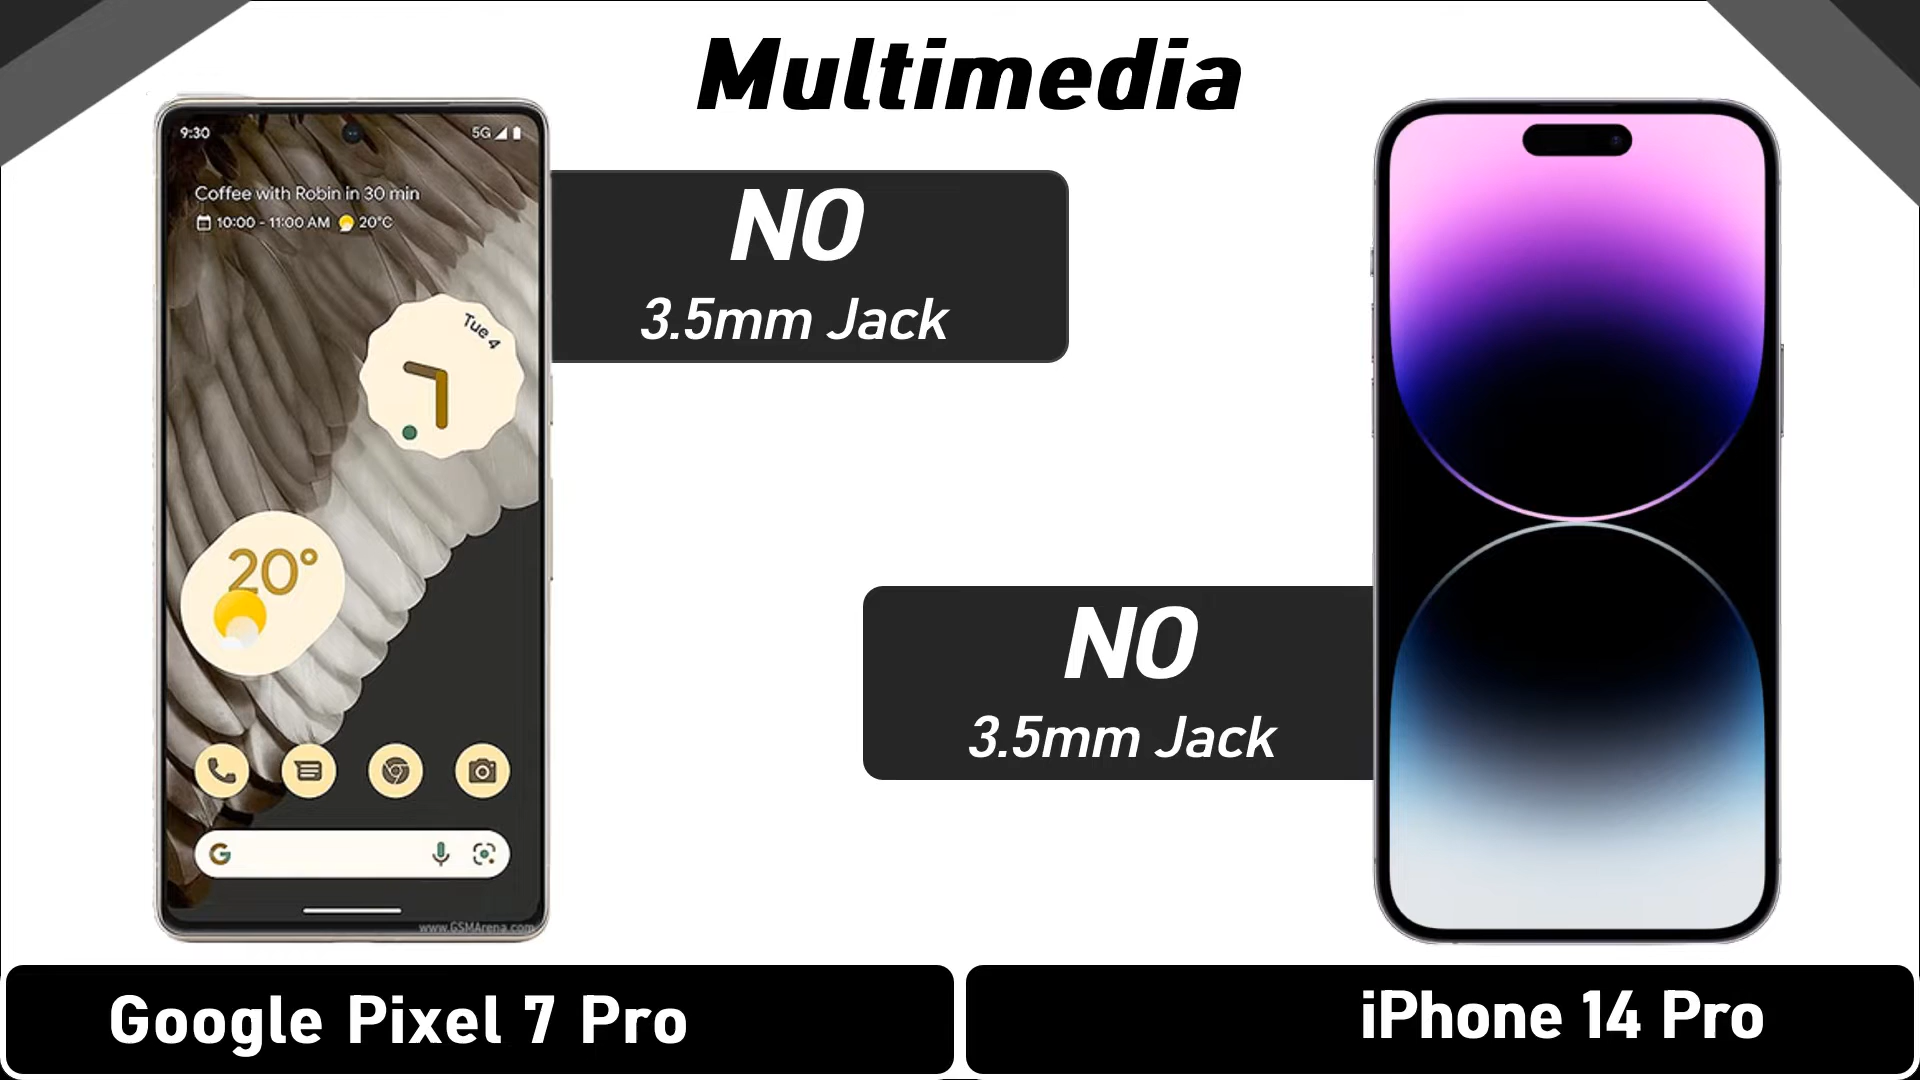 Multimedia
9:30
5G
Coffee with Robin in 30 min
10:00 - 11:00 AM 20°C
Tue 4
20°
G
www.GSMArena.com
NO
3.5mm Jack
NO
3.5mm Jack
Google Pixel 7 Pro
iPhone 14 Pro